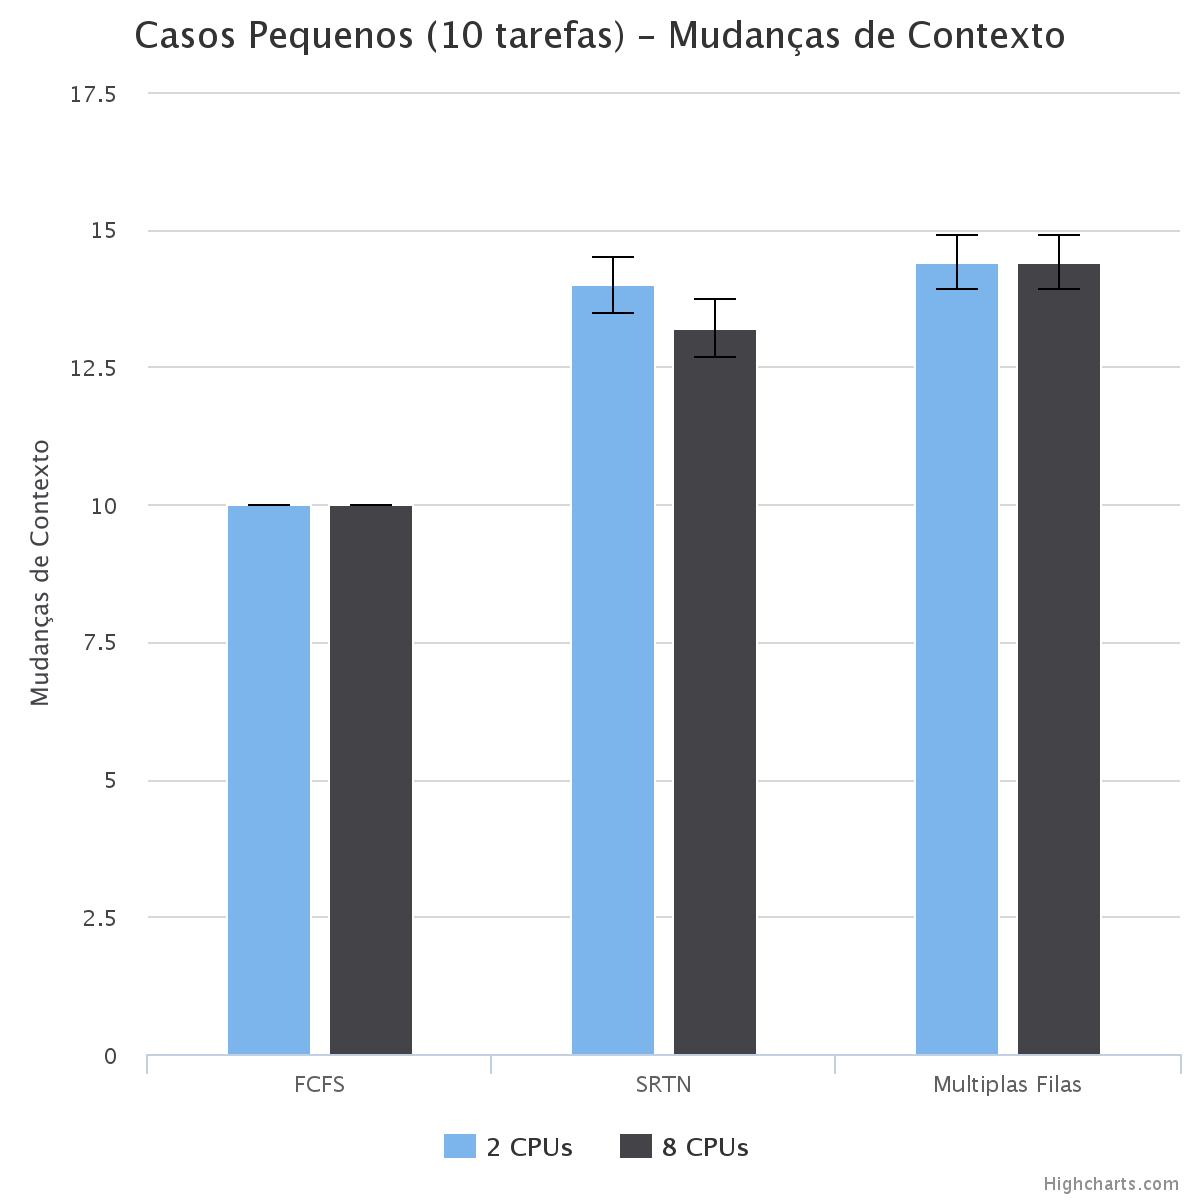 Casos Pequenos (10 tarefas) – Mudanças de Contexto
17.5
15
12.5
10
7.5
5
2.5
0
Mudanças de Contexto
FCFS
SRTN
Multiplas Filas
2 CPUs
8 CPUs
Highcharts.com